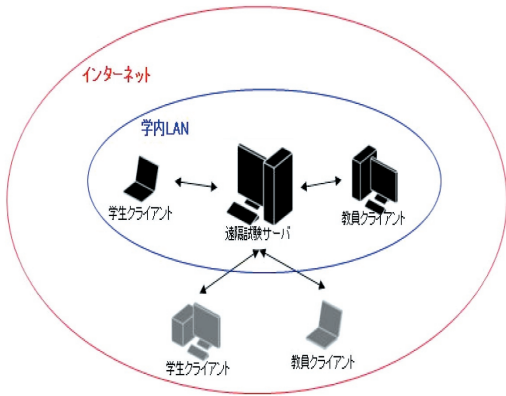 インターネット
学内LAN
学生クライアント
遠隔試験サーバ
教員クライアント
学生クライアント
教員クライアント